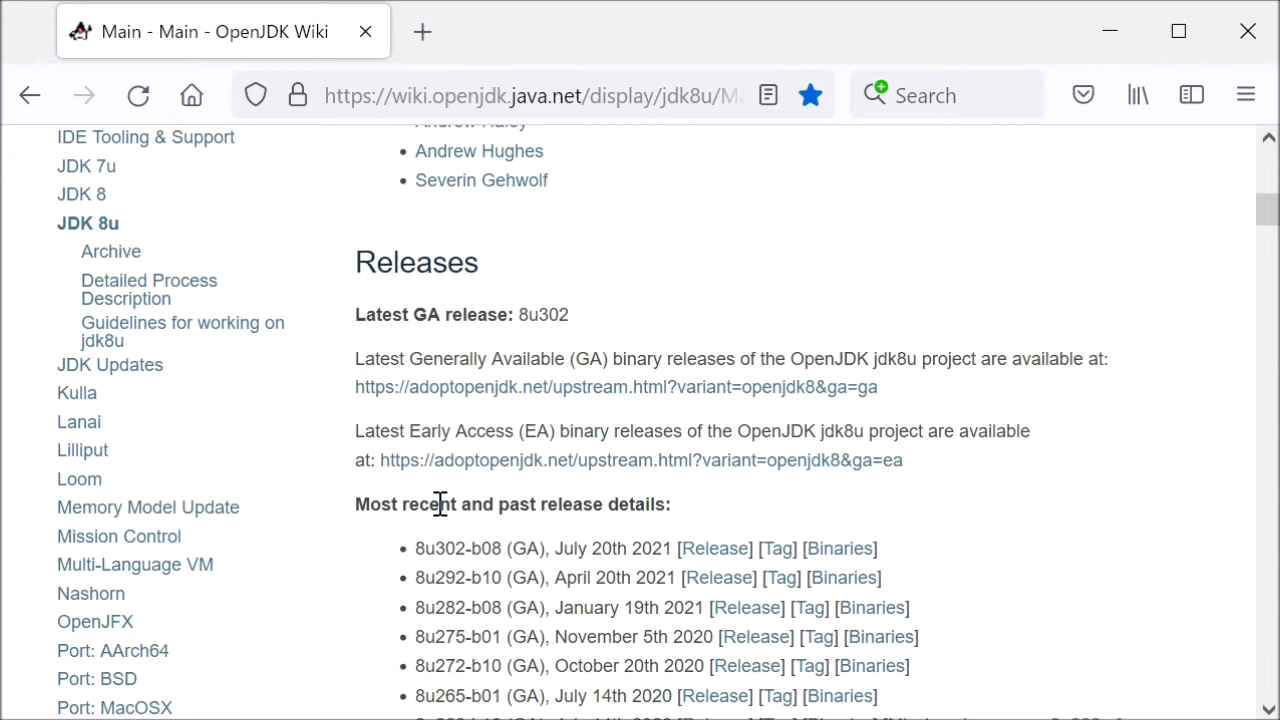 Main - Main - OpenJDK Wiki
https://wiki.openjdk.java.net/display/jdk8u/Ma
Search
IDE Tooling & Support
JDK 7u
JDK 8
JDK 8u
Archive
Detailed Process
Description
Guidelines for working on
jdk8u
JDK Updates
Kulla
Lanai
Lilliput
Loom
Memory Model Update
Mission Control
Multi-Language VM
Nashorn
OpenJFX
Port: AArch64
Port: BSD
Port: MacOSX
Andrew Haley
Andrew Hughes
Severin Gehwolf
Releases
Latest GA release: 8u302
Latest Generally Available (GA) binary releases of the OpenJDK jdk8u project are available at:
https://adoptopenjdk.net/upstream.html?variant=openjdk8&ga=ga
Latest Early Access (EA) binary releases of the OpenJDK jdk8u project are available
at: https://adoptopenjdk.net/upstream.html?variant=openjdk8&ga=ea
Most recent and past release details:
8u302-b08 (GA), July 20th 2021 [Release] [Tag] [Binaries]
8u292-b10 (GA), April 20th 2021 [Release] [Tag] [Binaries]
8u282-b08 (GA), January 19th 2021 [Release] [Tag] [Binaries]
8u275-b01 (GA), November 5th 2020 [Release] [Tag] [Binaries]
8u272-b10 (GA), October 20th 2020 [Release] [Tag] [Binaries]
8u265-b01 (GA), July 14th 2020 [Release] [Tag] [Binaries]